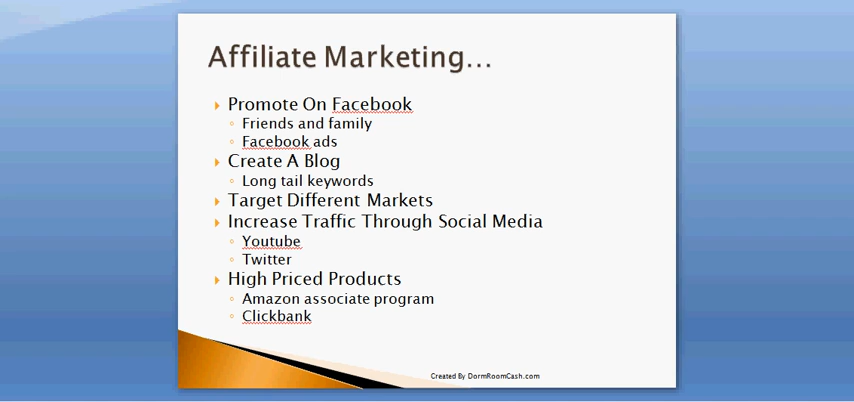 Affiliate Marketing...
Promote On Facebook
Friends and family
Facebook ads
Create A Blog
Long tail keywords
Target Different Markets
Increase Traffic Through Social Media
Youtube
Twitter
High Priced Products
Amazon associate program
Clickbank
Created By DormRoomCash.com